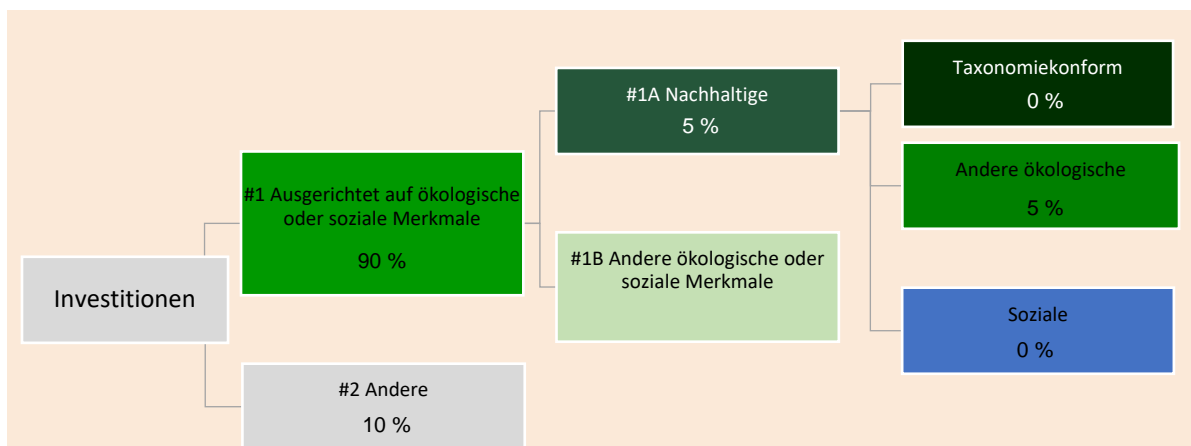 Investitionen
#1 Ausgerichtet auf ökologische
oder soziale Merkmale
90 %
#2 Andere
10 %
#1A Nachhaltige
5 %
#1B Andere ökologische oder
soziale Merkmale
Taxonomiekonform
0 %
Andere ökologische
5 %
Soziale
0 %